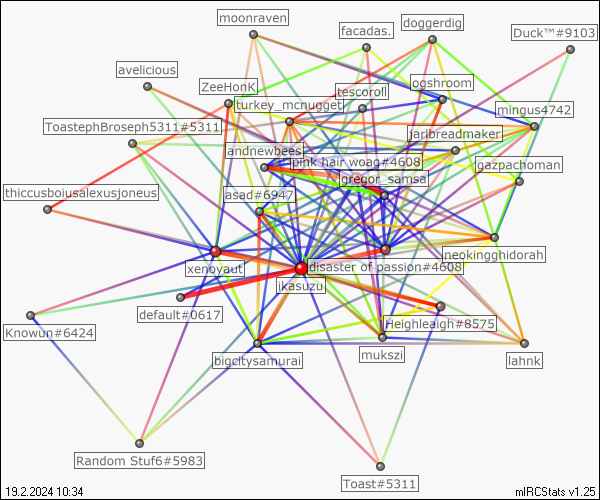 moonraven
doggerdig
facadas.
Duck™#9103
avelicious
ZeeHonK
tescoroll
ogshroom
turkey_mcnugget
mingus4742
ToastephBroseph5311#5311
jaribreadmaker
andnewbees
pink hair woag#4608
gazpachoman
gregor_samsa
thiccusboiusalexusjoneus
asad#6947
neokingghidorah
xenoyaut
disaster of passion#4608
ikasuzu
default#0617
Heighleaigh#8575
Knowun#6424
bigcitysamurai
mukszi
lahnk
Random Stuf6#5983
Toast#5311
19.2.2024 10:34
mIRCStats v1.25